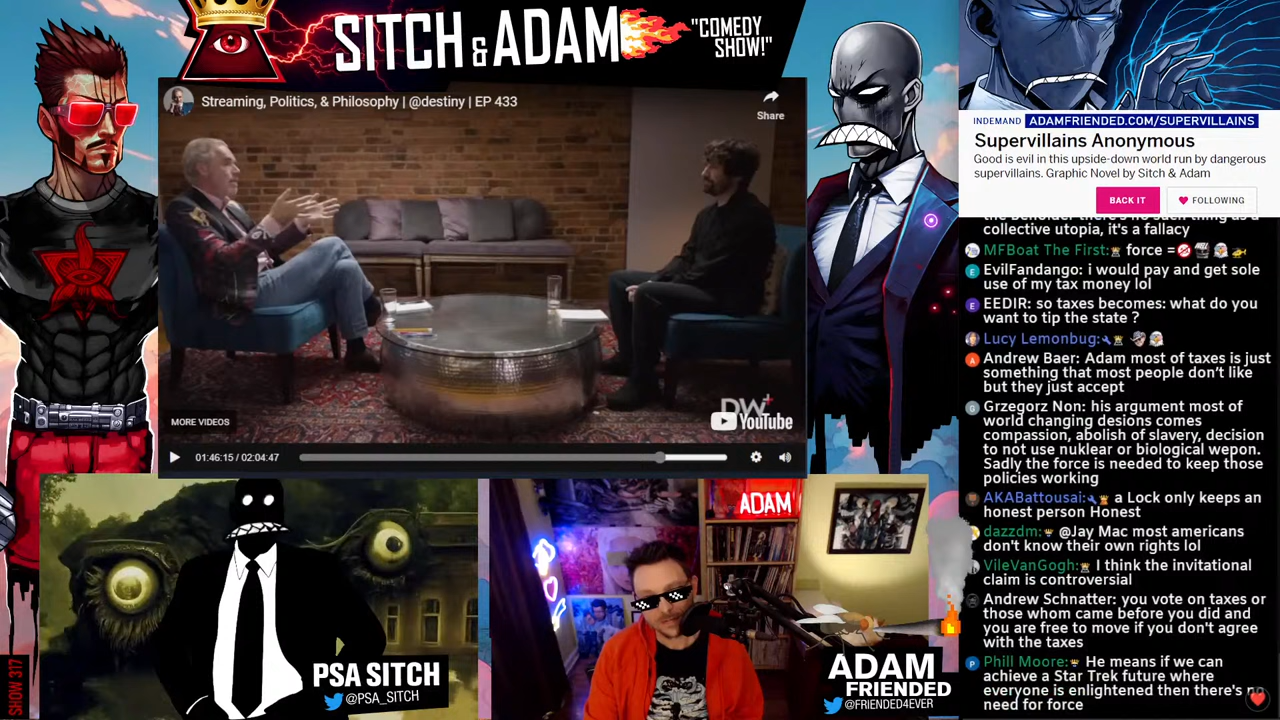 SITCH & ADAM
"COMEDY
SHOW!"
Streaming, Politics, & Philosophy | @destiny | EP 433
Share
MORE VIDEOS
DW+
YouTube
01:46:15 / 02:04:47
INDEMAND ADAMFRIENDED.COM/SUPERVILLAINS
Supervillains Anonymous
Good is evil in this upside-down world run by dangerous
supervillains. Graphic Novel by Sitch & Adam
BACK IT
FOLLOWING
collective utopia, it's a fallacy
MFBoat The First: force =
EvilFandango: i would pay and get sole
use of my tax money lol
EEDIR: so taxes becomes: what do you
want to tip the state ?
Lucy Lemonbug:
Andrew Baer: Adam most of taxes is just
something that most people don't like
but they just accept
Grzegorz Non: his argument most of
world changing desions comes
compassion, abolish of slavery, decision
to not use nuklear or biological wepon.
Sadly the force is needed to keep those
policies working
AKABattousai: a Lock only keeps an
honest person Honest
dazzdm: @Jay Mac most americans
don't know their own rights lol
VileVanGogh: I think the invitational
claim is controversial
Andrew Schnatter: you vote on taxes or
those whom came before you did and
you are free to move if you don't agree
with the taxes
Phill Moore: He means if we can
achieve a Star Trek future where
everyone is enlightened then there's no
need for force
ADAM
PSA SITCH
@PSA_SITCH
ADAM
FRIENDED
@FRIENDED4EVER
SHOW 317